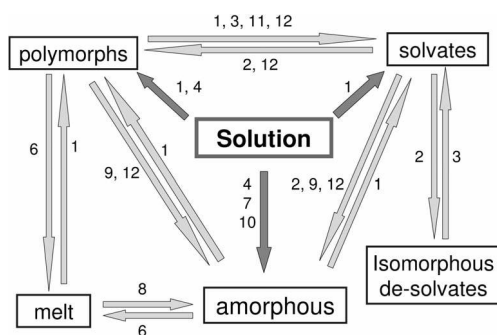 1, 3, 11, 12
polymorphs
solvates
2, 12
1, 4
1
Solution
6
1
9, 12
1
4
7
10
2, 9, 12
1
2
3
Isomorphous
de-solvates
8
melt
amorphous
6